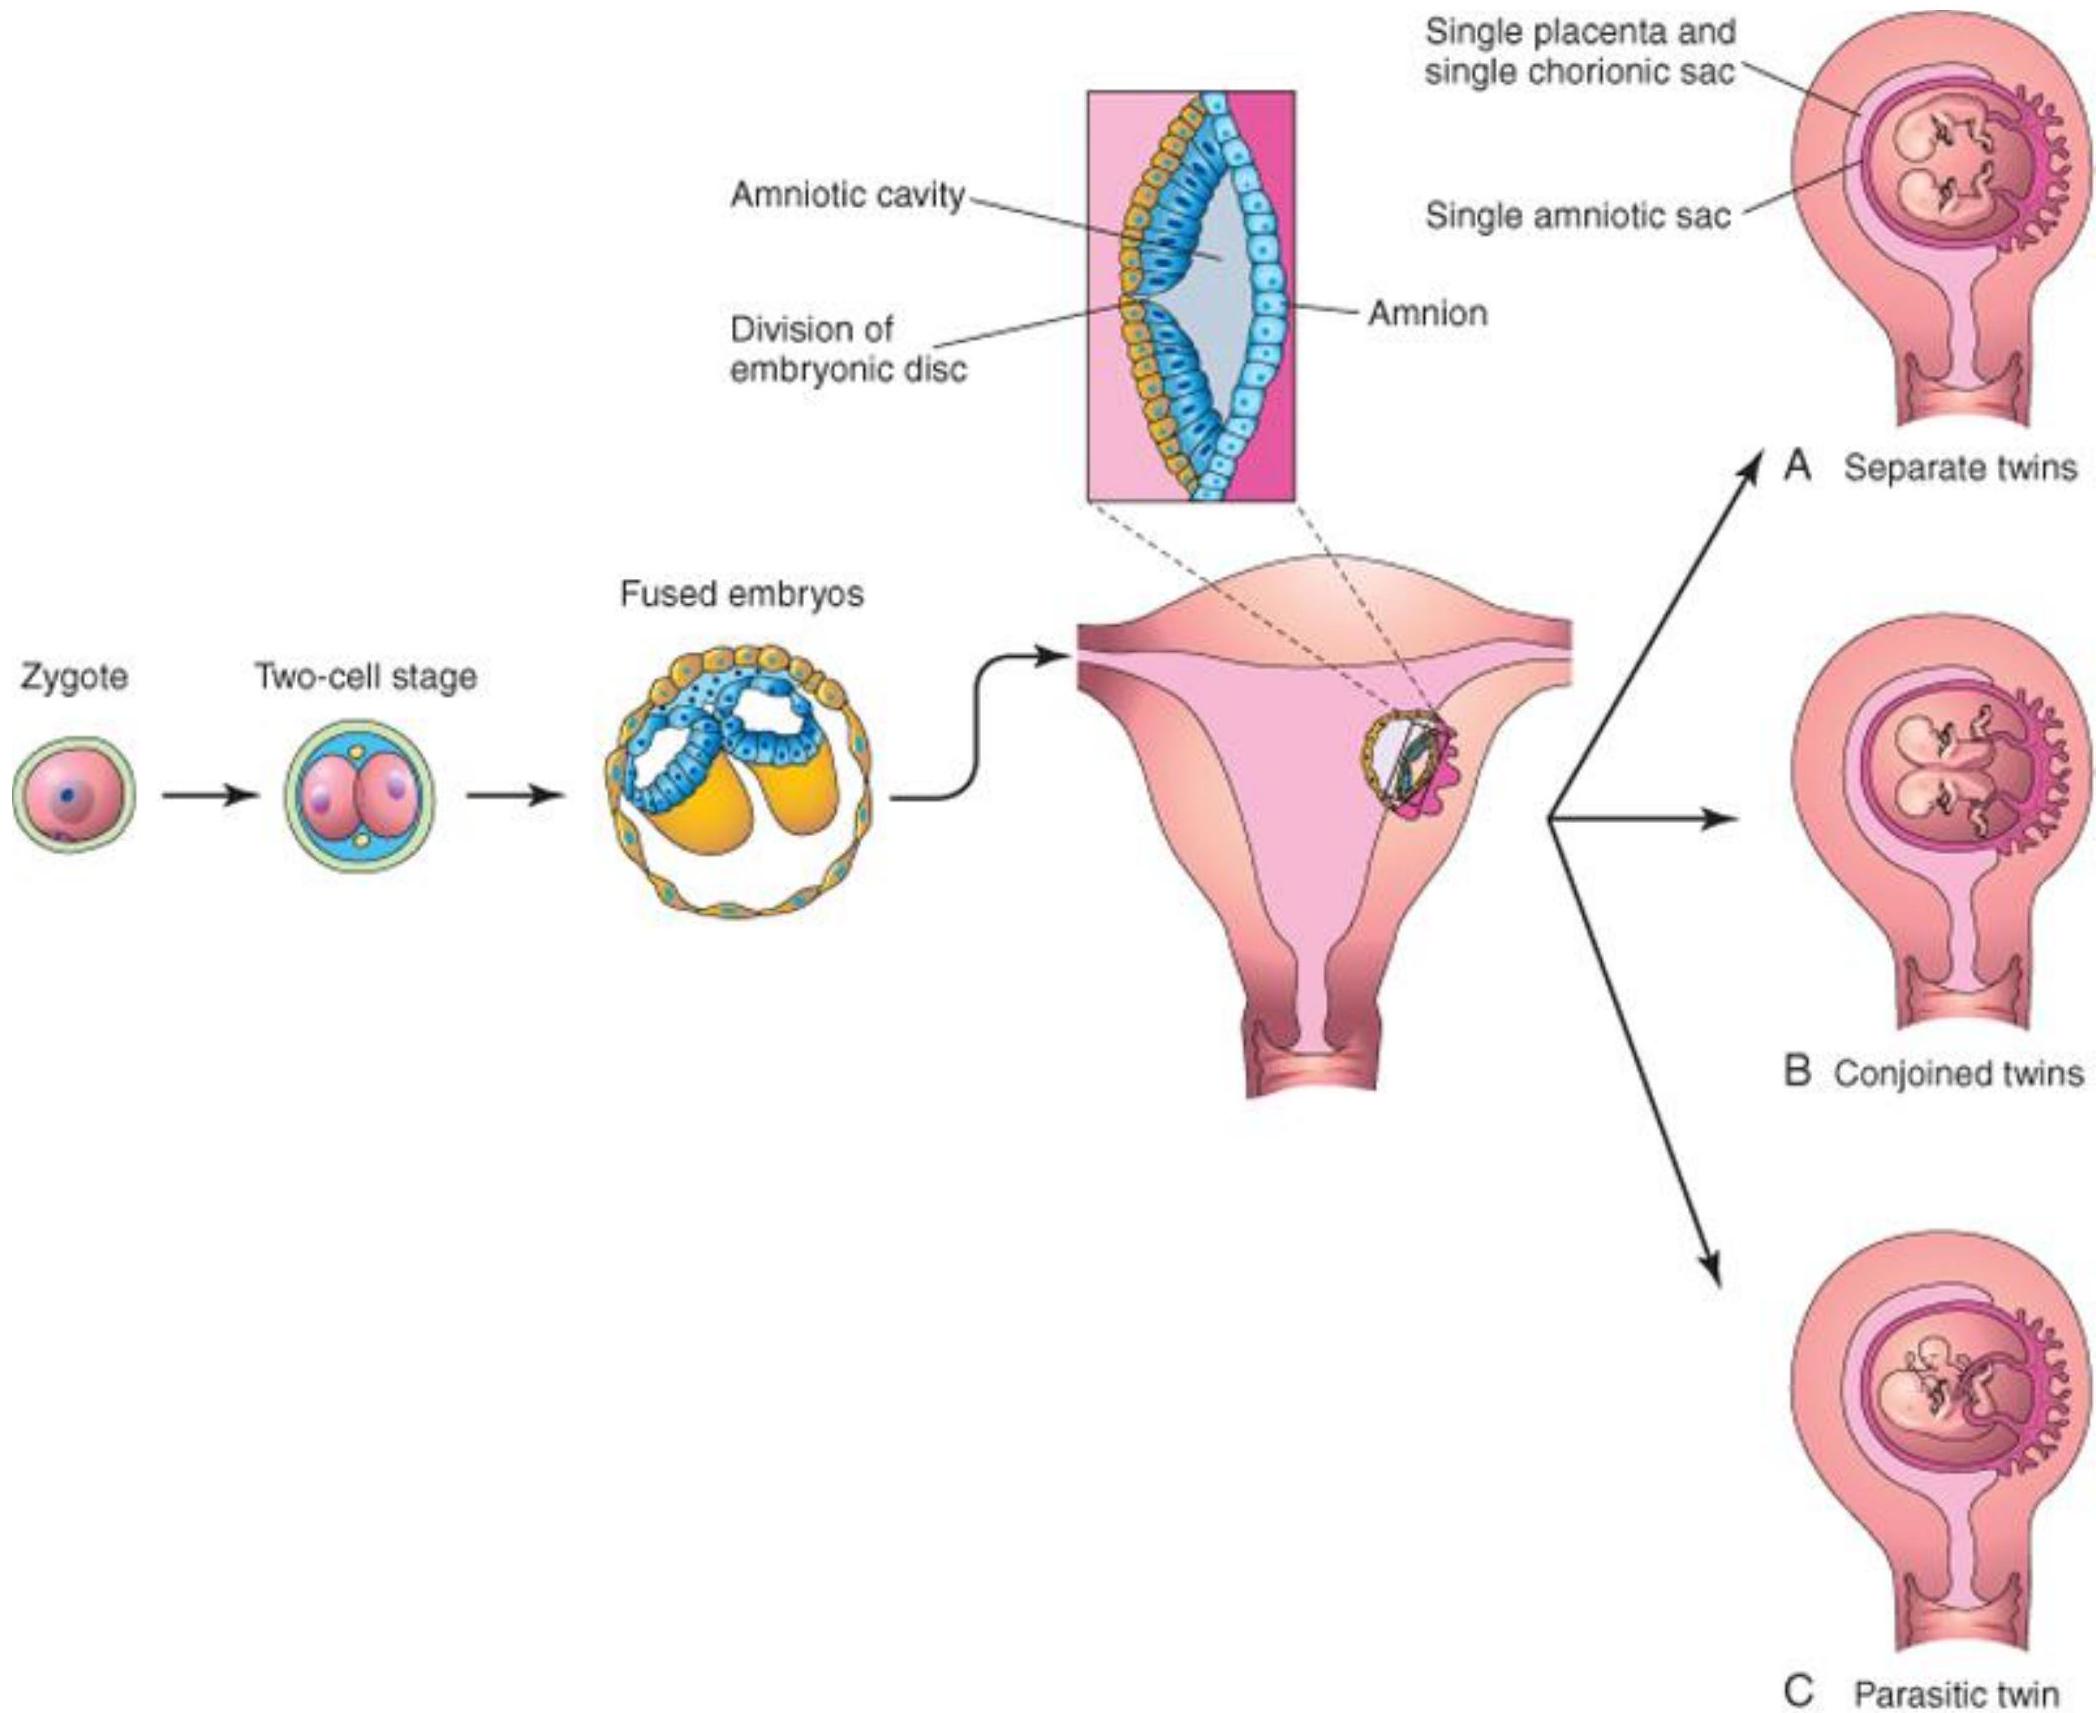 Single placenta and
single chorionic sac
Amniotic cavity
Single amniotic sac
Division of
embryonic disc
Amnion
A Separate twins
Fused embryos
Zygote
Two-cell stage
B Conjoined twins
C Parasitic twin